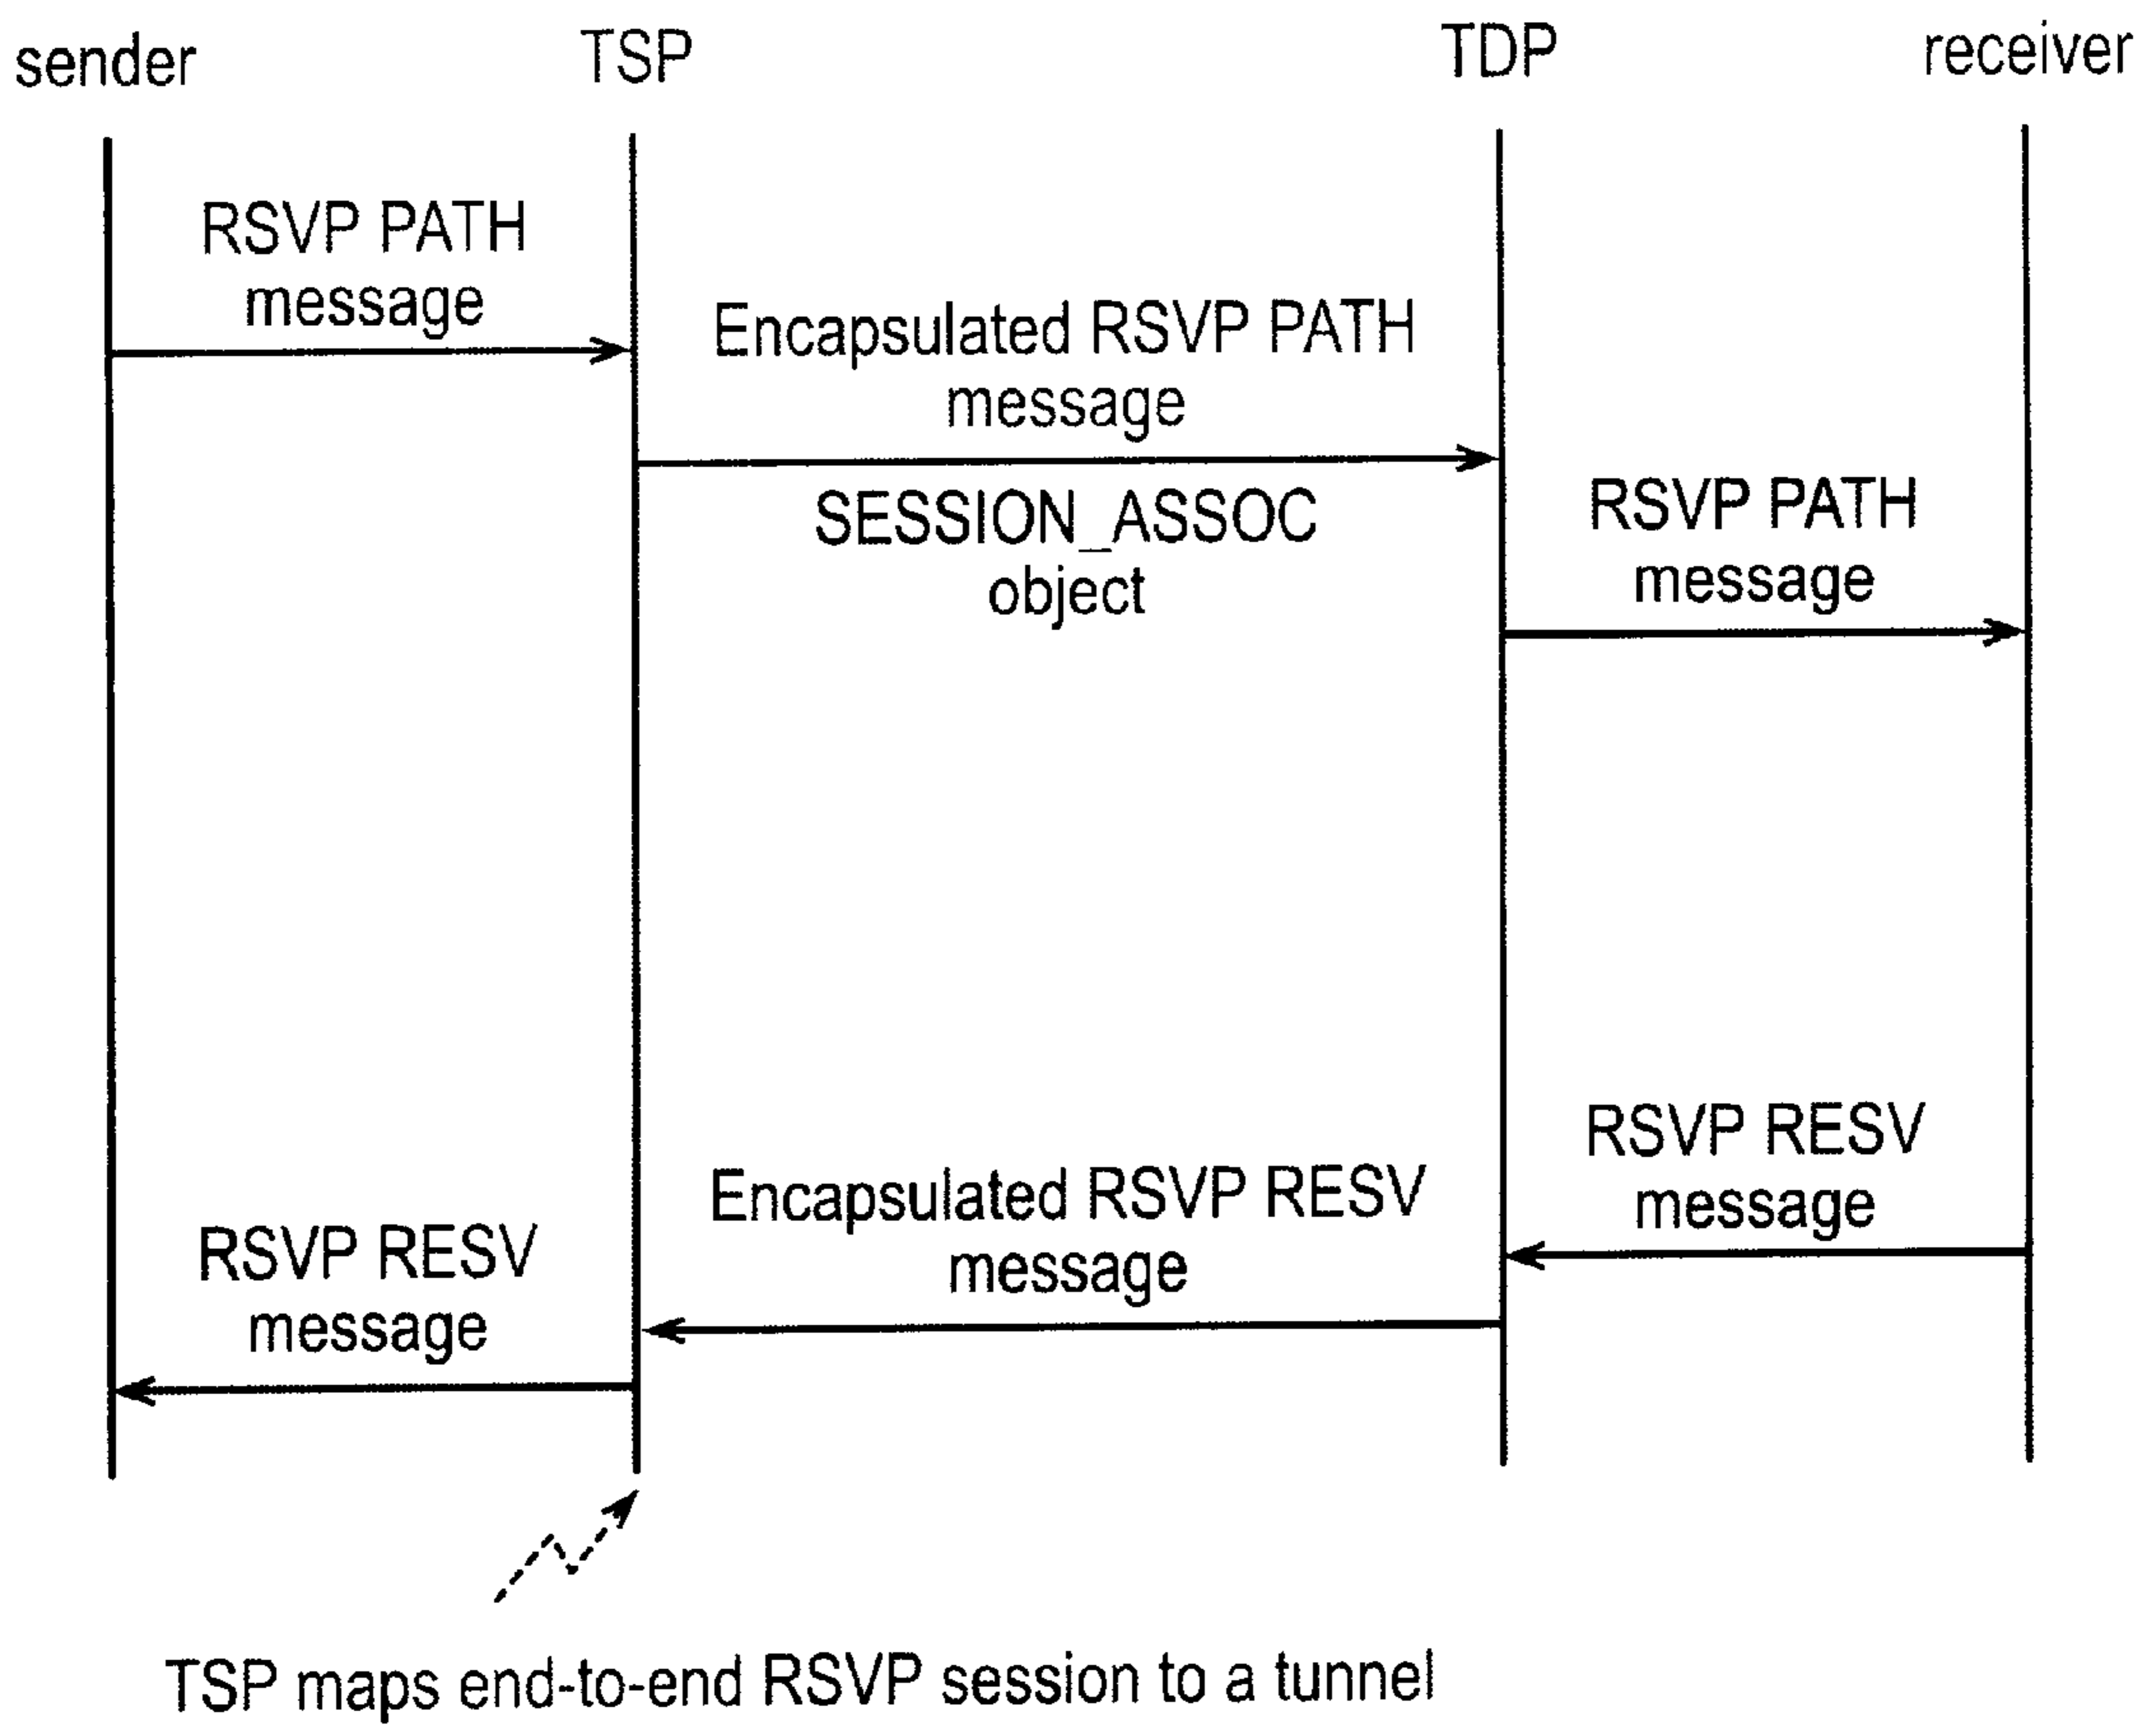 sender
TSP
TDP
receiver
RSVP PATH
message
Encapsulated RSVP PATH
message
SESSION_ASSOC
object
RSVP PATH
message
RSVP RESV
message
Encapsulated RSVP RESV
message
RSVP RESV
message
TSP maps end-to-end RSVP session to a tunnel